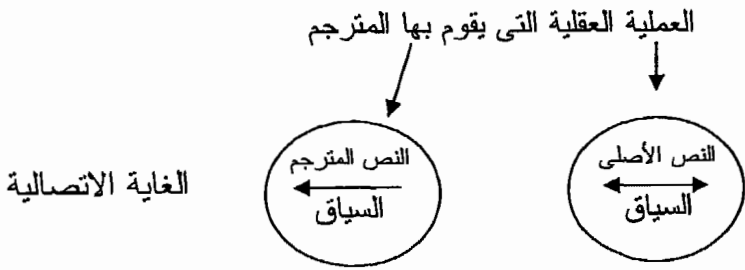 العملية العقلية التى يقوم بها المترجم
النص الأصلى
السياق
النص المترجم
السياق
الغاية الاتصالية